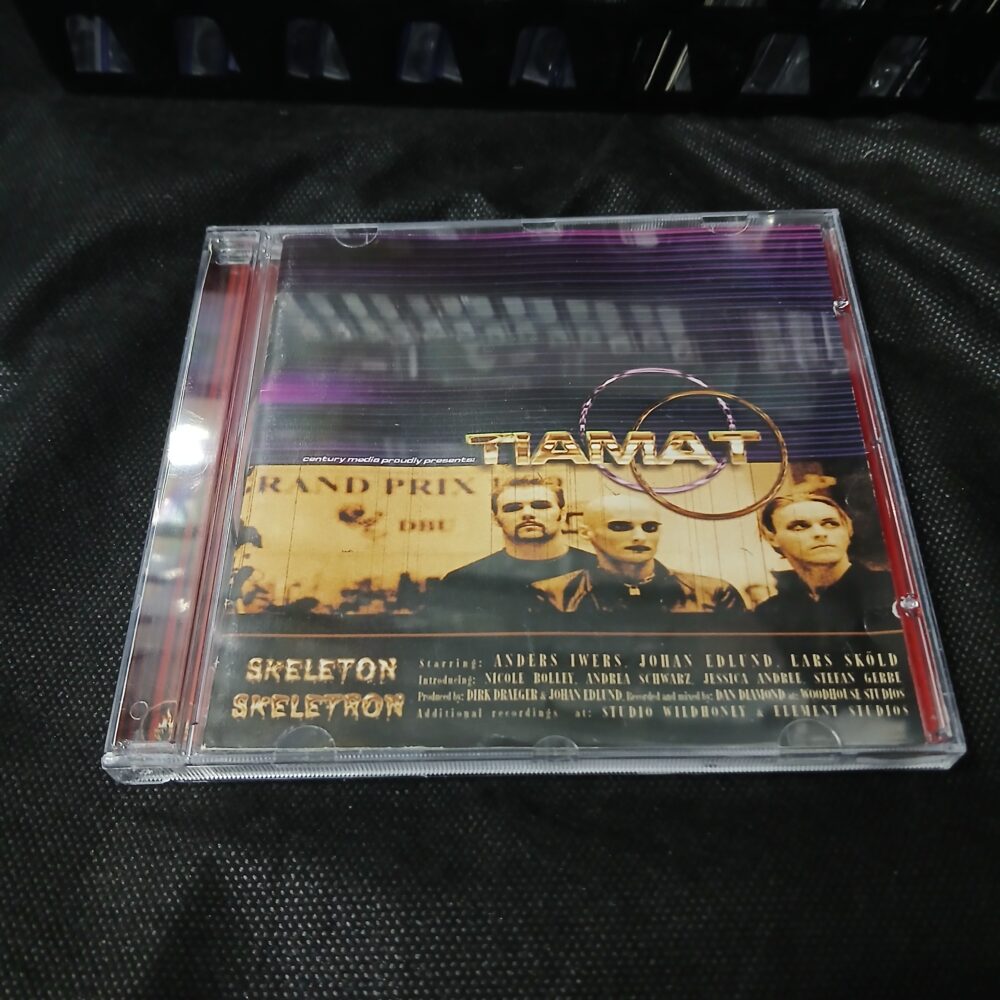 TIAMAT
century media proudly presents:
GRAND PRIX
DBU
SKELETON
SKELETRON
Starring: ANDERS IWERS, JOHAN EDLUND, LARS SKÖLD
Introducing: NICOLE BOLLEY, ANDREA SCHWARZ, JESSICA ANDREE, STEFAN GERBE
Produced by: DIRK DRAEGER & JOHAN EDLUND. Recorded and mixed by: DAN DIAMOND at: WOODHOUSE STUDIOS
Additional recordings at: STUDIO WILDHONEY & ELEMENT STUDIOS